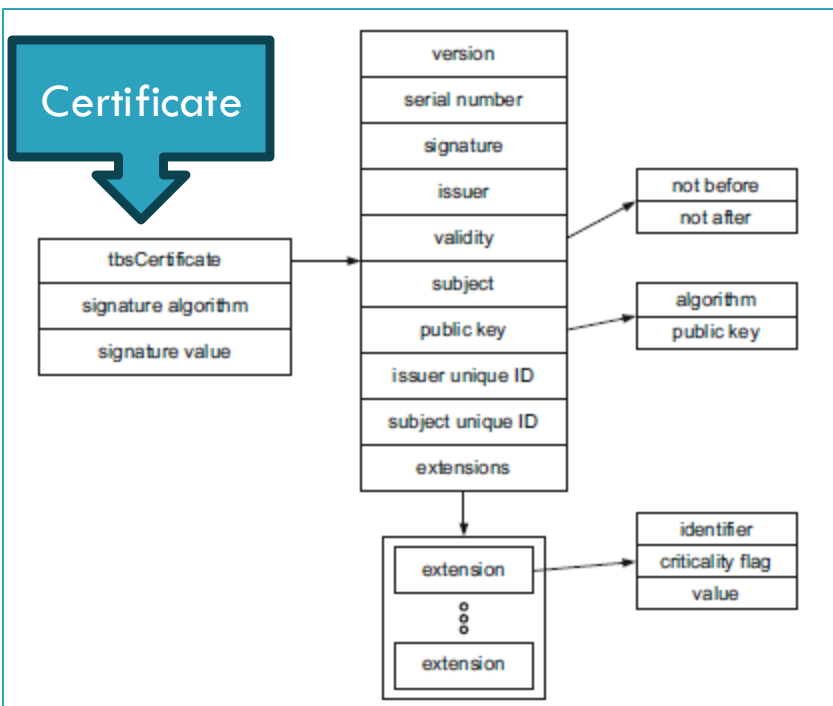 Certificate
tbsCertificate
signature algorithm
signature value
version
serial number
signature
issuer
validity
subject
public key
issuer unique ID
subject unique ID
extensions
not before
not after
algorithm
public key
extension
extension
identifier
criticality flag
value